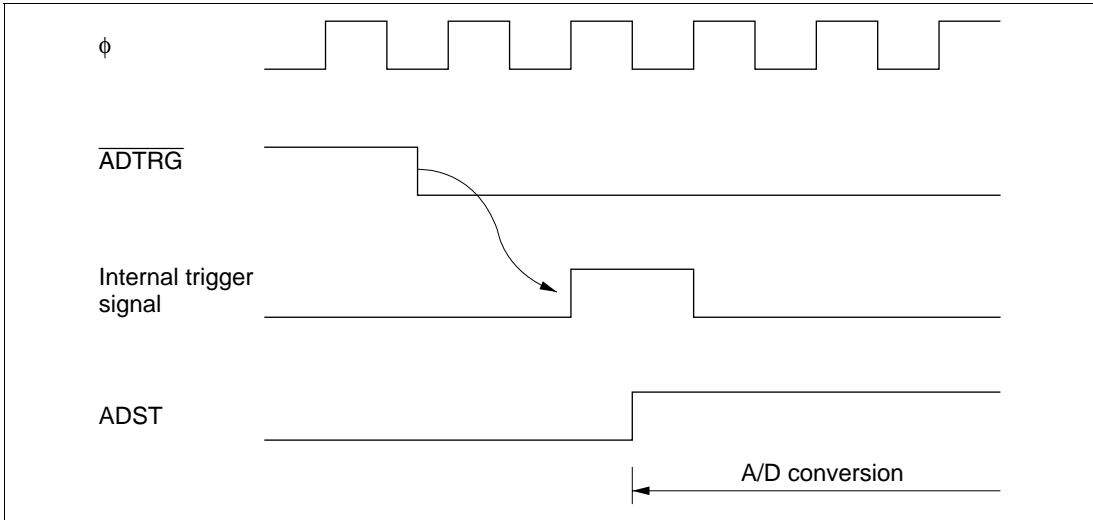 ϕ
ADTRG
Internal trigger
signal
ADST
A/D conversion